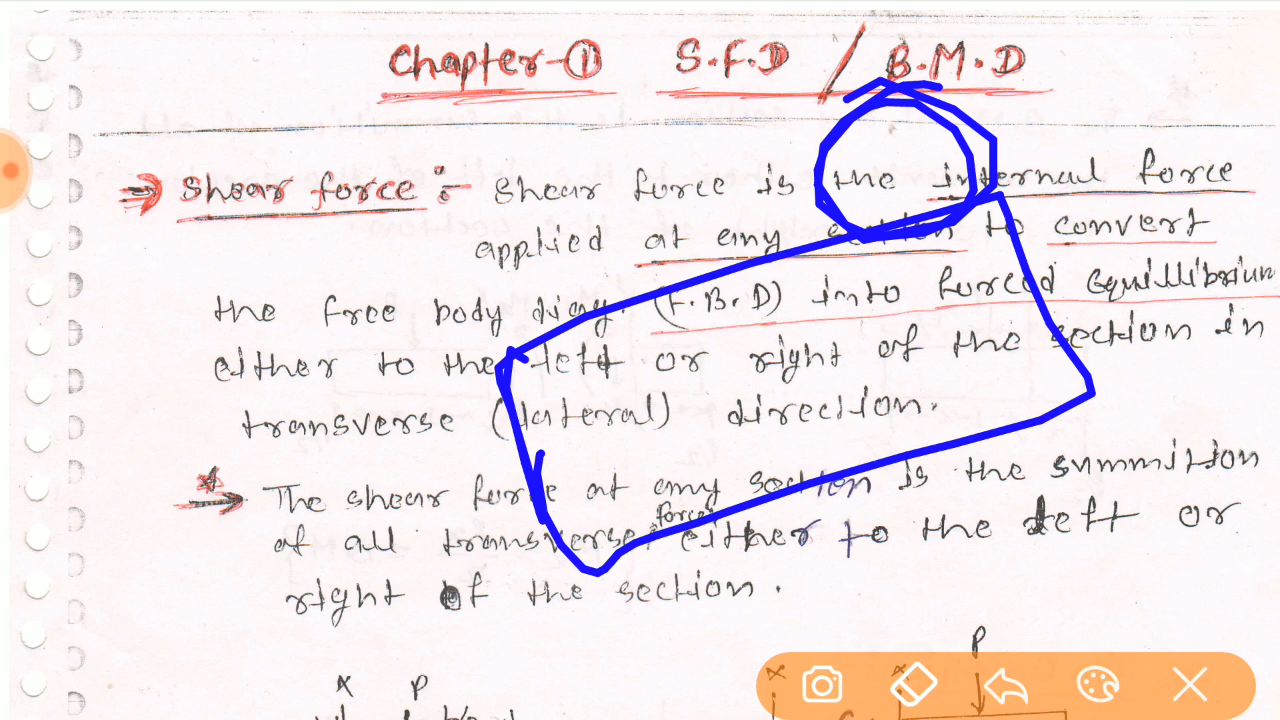 Chapter-① S.F.D / B.M.D
⇒ Shear force :- Shear force is the internal force
applied at any section to convert
the free body diag. (F.B.D) into forced Equillibrium
either to the left or right of the section in
transverse (lateral) direction.
The shear force at any section is the summition
of all transverse forces either to the left or
right of the section.
x P x x P